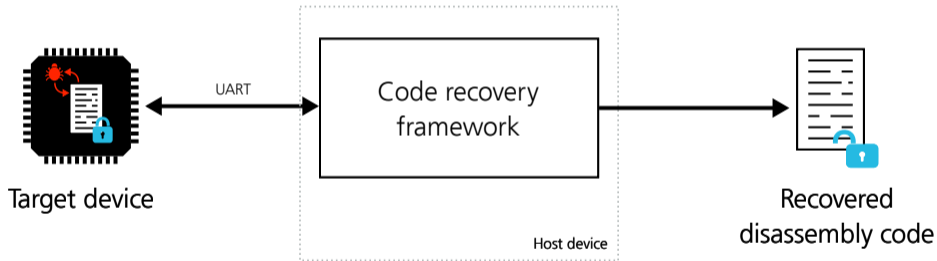 UART
Code recovery
framework
Target device
Host device
Recovered
disassembly code